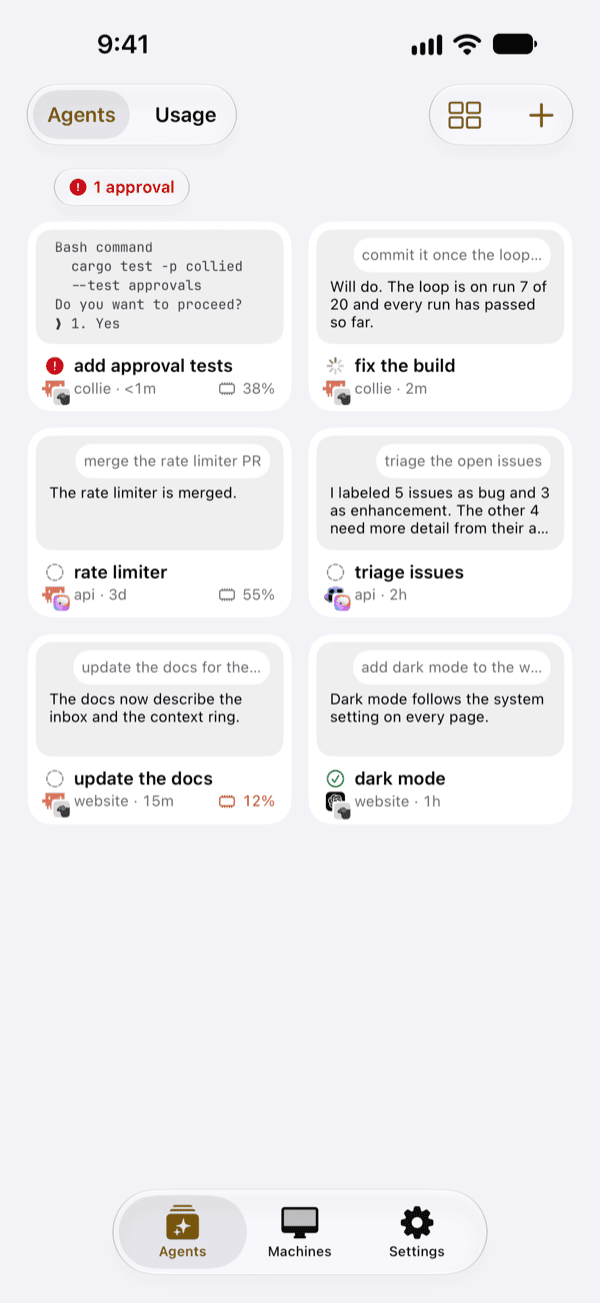 9:41
Agents
Usage
1 approval
Bash command
cargo test -p collied
--test approvals
Do you want to proceed?
❯ 1. Yes
add approval tests
collie · <1m
38%
commit it once the loop...
Will do. The loop is on run 7 of
20 and every run has passed
so far.
fix the build
collie · 2m
merge the rate limiter PR
The rate limiter is merged.
rate limiter
api · 3d
55%
triage the open issues
I labeled 5 issues as bug and 3
as enhancement. The other 4
need more detail from their a...
triage issues
api · 2h
update the docs for the...
The docs now describe the
inbox and the context ring.
update the docs
website · 15m
12%
add dark mode to the w...
Dark mode follows the system
setting on every page.
dark mode
website · 1h
Agents
Machines
Settings